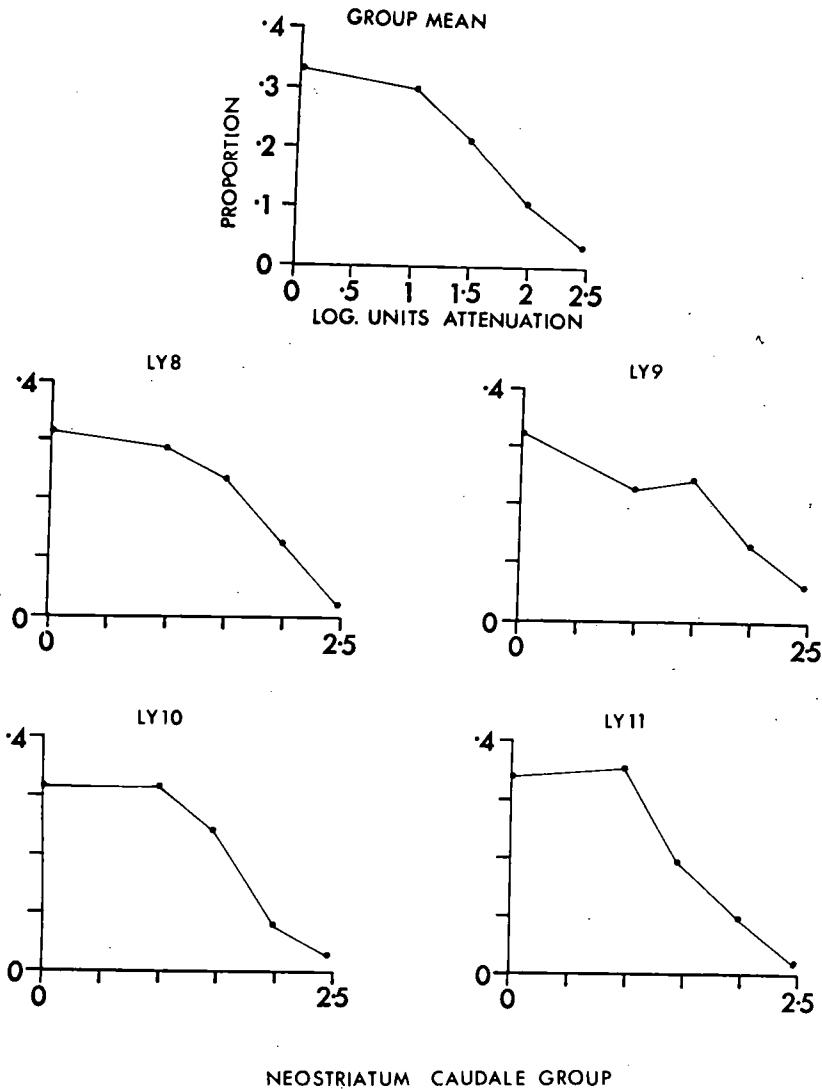 GROUP MEAN
·4
·3
·2
·1
0
PROPORTION
0 ·5 1 1·5 2 2·5
LOG. UNITS ATTENUATION
LY8
·4
0
0 2·5
LY9
·4
0
0 2·5
LY10
·4
0
0 2·5
LY11
·4
0
0 2·5
NEOSTRIATUM CAUDALE GROUP